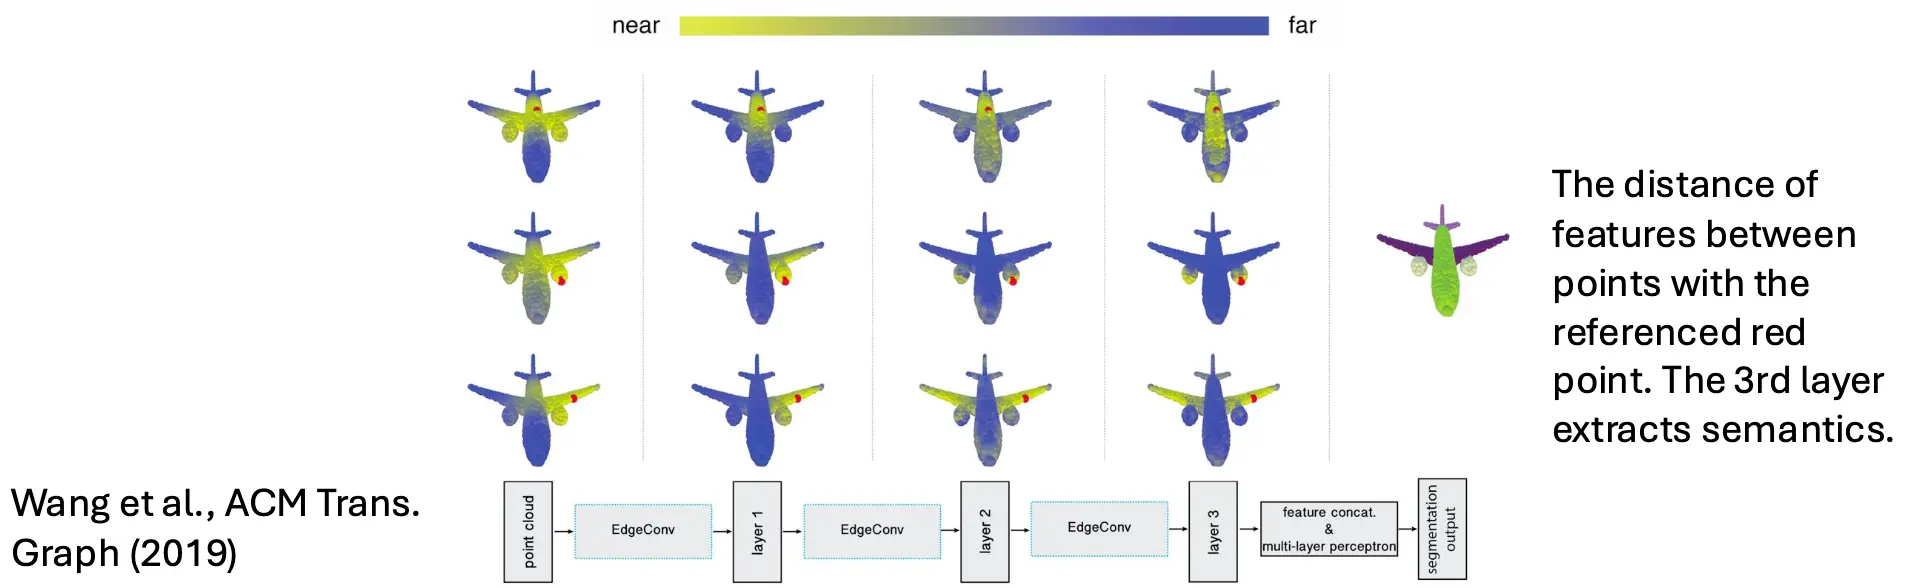 near far
The distance of
features between
points with the
referenced red
point. The 3rd layer
extracts semantics.
Wang et al., ACM Trans.
Graph (2019)
point cloud
EdgeConv
layer 1
EdgeConv
layer 2
EdgeConv
layer 3
feature concat.
&
multi-layer perceptron
segmentation
output